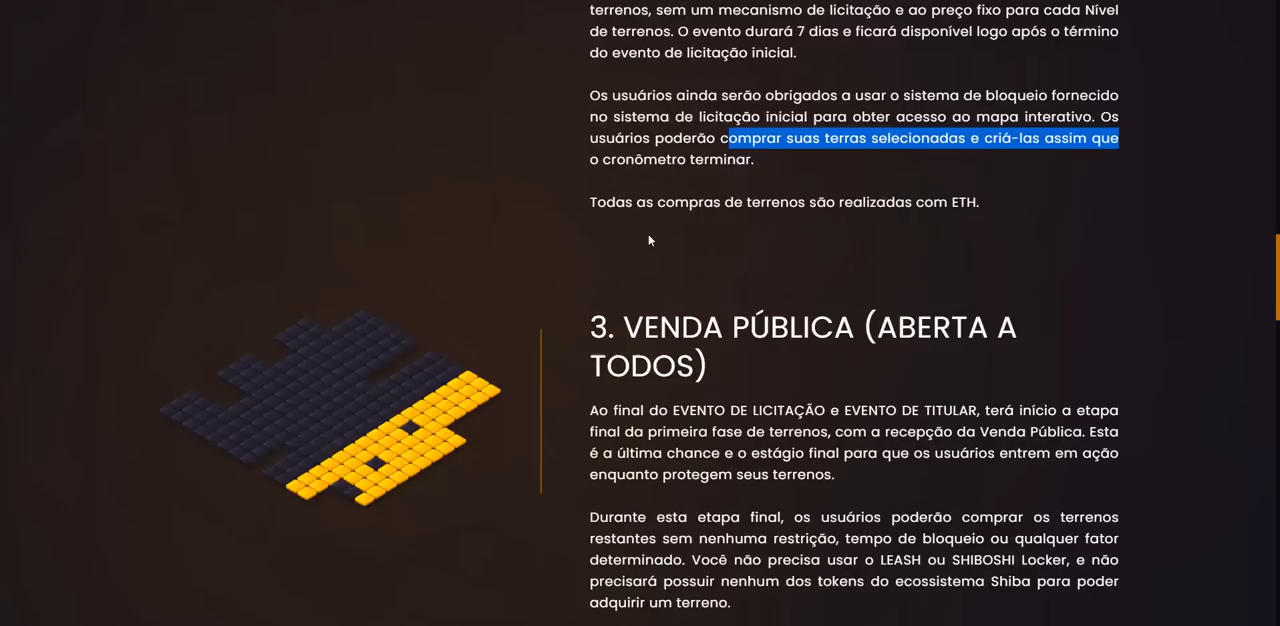 terrenos, sem um mecanismo de licitação e ao preço fixo para cada Nível
de terrenos. O evento durará 7 dias e ficará disponível logo após o término
do evento de licitação inicial.
Os usuários ainda serão obrigados a usar o sistema de bloqueio fornecido
no sistema de licitação inicial para obter acesso ao mapa interativo. Os
usuários poderão comprar suas terras selecionadas e criá-las assim que
o cronômetro terminar.
Todas as compras de terrenos são realizadas com ETH.
3. VENDA PÚBLICA (ABERTA A
TODOS)
Ao final do EVENTO DE LICITAÇÃO e EVENTO DE TITULAR, terá início a etapa
final da primeira fase de terrenos, com a recepção da Venda Pública. Esta
é a última chance e o estágio final para que os usuários entrem em ação
enquanto protegem seus terrenos.
Durante esta etapa final, os usuários poderão comprar os terrenos
restantes sem nenhuma restrição, tempo de bloqueio ou qualquer fator
determinado. Você não precisa usar o LEASH ou SHIBOSHI Locker, e não
precisará possuir nenhum dos tokens do ecossistema Shiba para poder
adquirir um terreno.